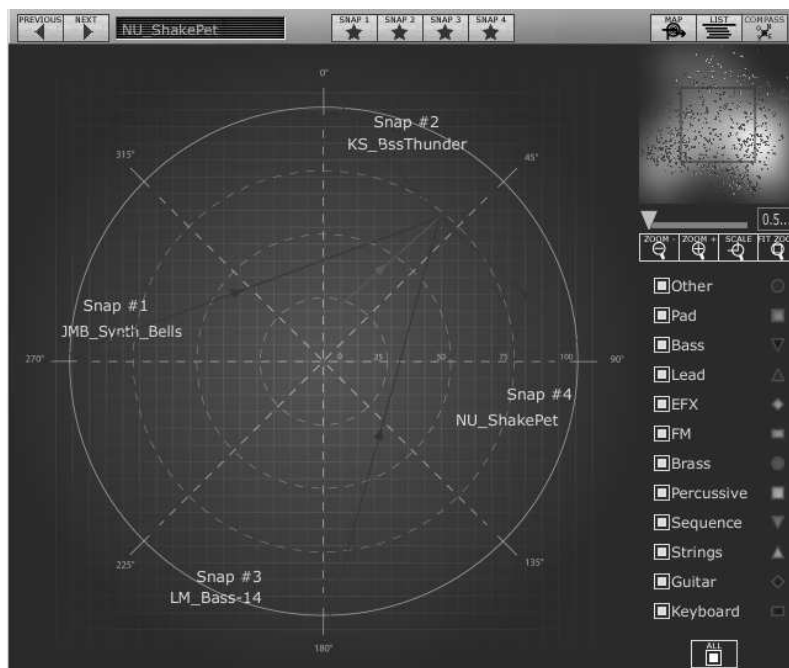 PREVIOUS NEXT NU_ShakePet SNAP 1 SNAP 2 SNAP 3 SNAP 4 MAP LIST COMPASS
0°
Snap #2
KS_BssThunder
315°
45°
0.5..
ZOOM - ZOOM + SCALE FIT ZOO
Other
Snap #1
Pad
JMB_Synth_Bells
Bass
270°
0 25 50 75 100
90°
Lead
Snap #4
EFX
NU_ShakePet
FM
Brass
Percussive
Sequence
225°
135°
Strings
Snap #3
Guitar
LM_Bass-14
Keyboard
180°
ALL